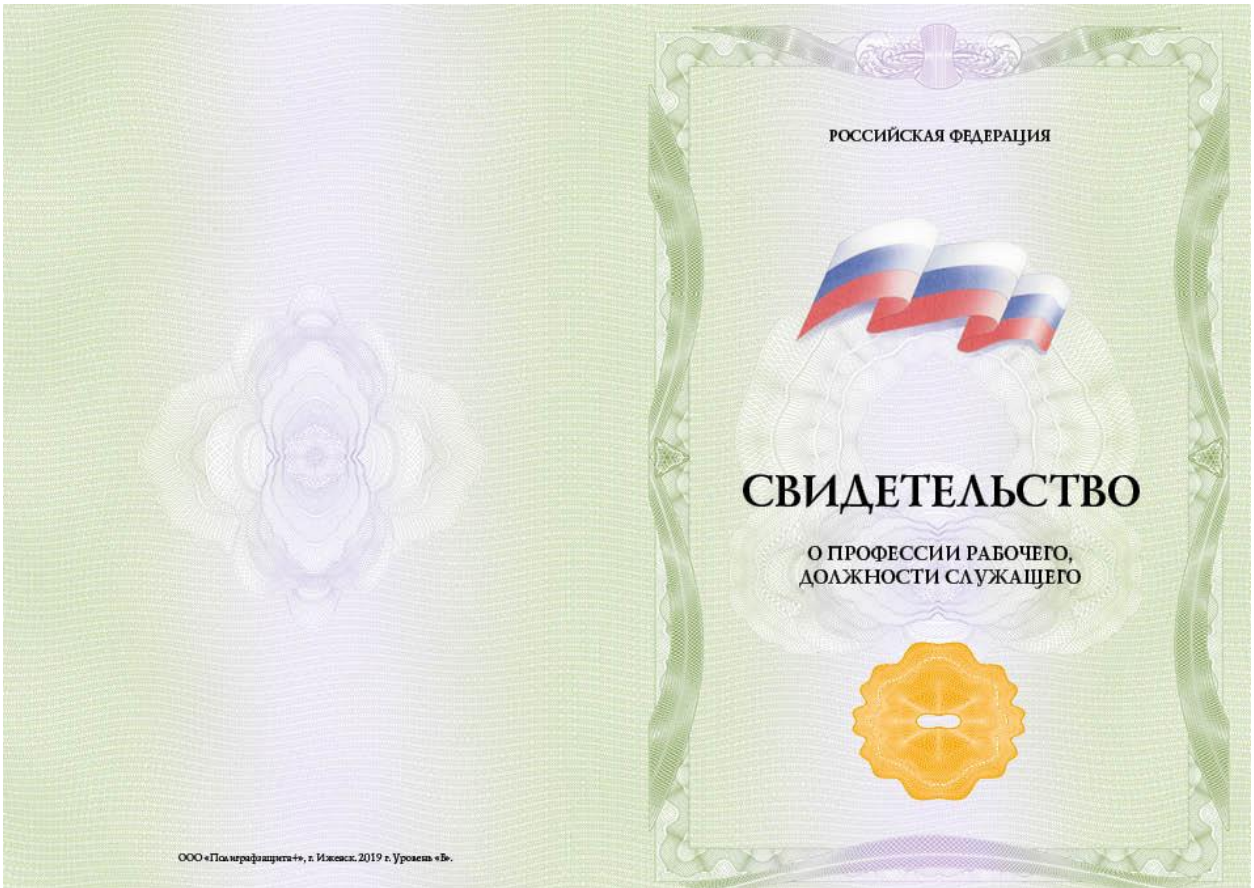 РОССИЙСКАЯ ФЕДЕРАЦИЯ
СВИДЕТЕЛЬСТВО
О ПРОФЕССИИ РАБОЧЕГО,
ДОЛЖНОСТИ СЛУЖАЩЕГО
ООО «Полиграфзащита+», г. Ижевск. 2019 г. Уровень «В».